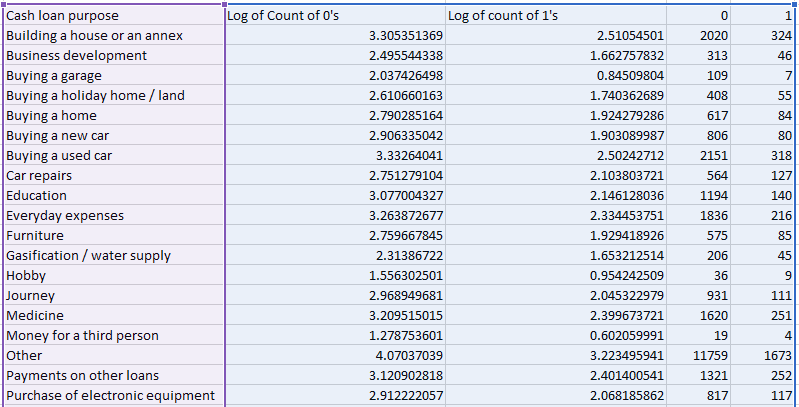 Cash loan purpose Log of Count of 0's Log of count of 1's 0 1
Building a house or an annex 3.305351369 2.51054501 2020 324
Business development 2.495544338 1.662757832 313 46
Buying a garage 2.037426498 0.84509804 109 7
Buying a holiday home / land 2.610660163 1.740362689 408 55
Buying a home 2.790285164 1.924279286 617 84
Buying a new car 2.906335042 1.903089987 806 80
Buying a used car 3.33264041 2.50242712 2151 318
Car repairs 2.751279104 2.103803721 564 127
Education 3.077004327 2.146128036 1194 140
Everyday expenses 3.263872677 2.334453751 1836 216
Furniture 2.759667845 1.929418926 575 85
Gasification / water supply 2.31386722 1.653212514 206 45
Hobby 1.556302501 0.954242509 36 9
Journey 2.968949681 2.045322979 931 111
Medicine 3.209515015 2.399673721 1620 251
Money for a third person 1.278753601 0.602059991 19 4
Other 4.07037039 3.223495941 11759 1673
Payments on other loans 3.120902818 2.401400541 1321 252
Purchase of electronic equipment 2.912222057 2.068185862 817 117